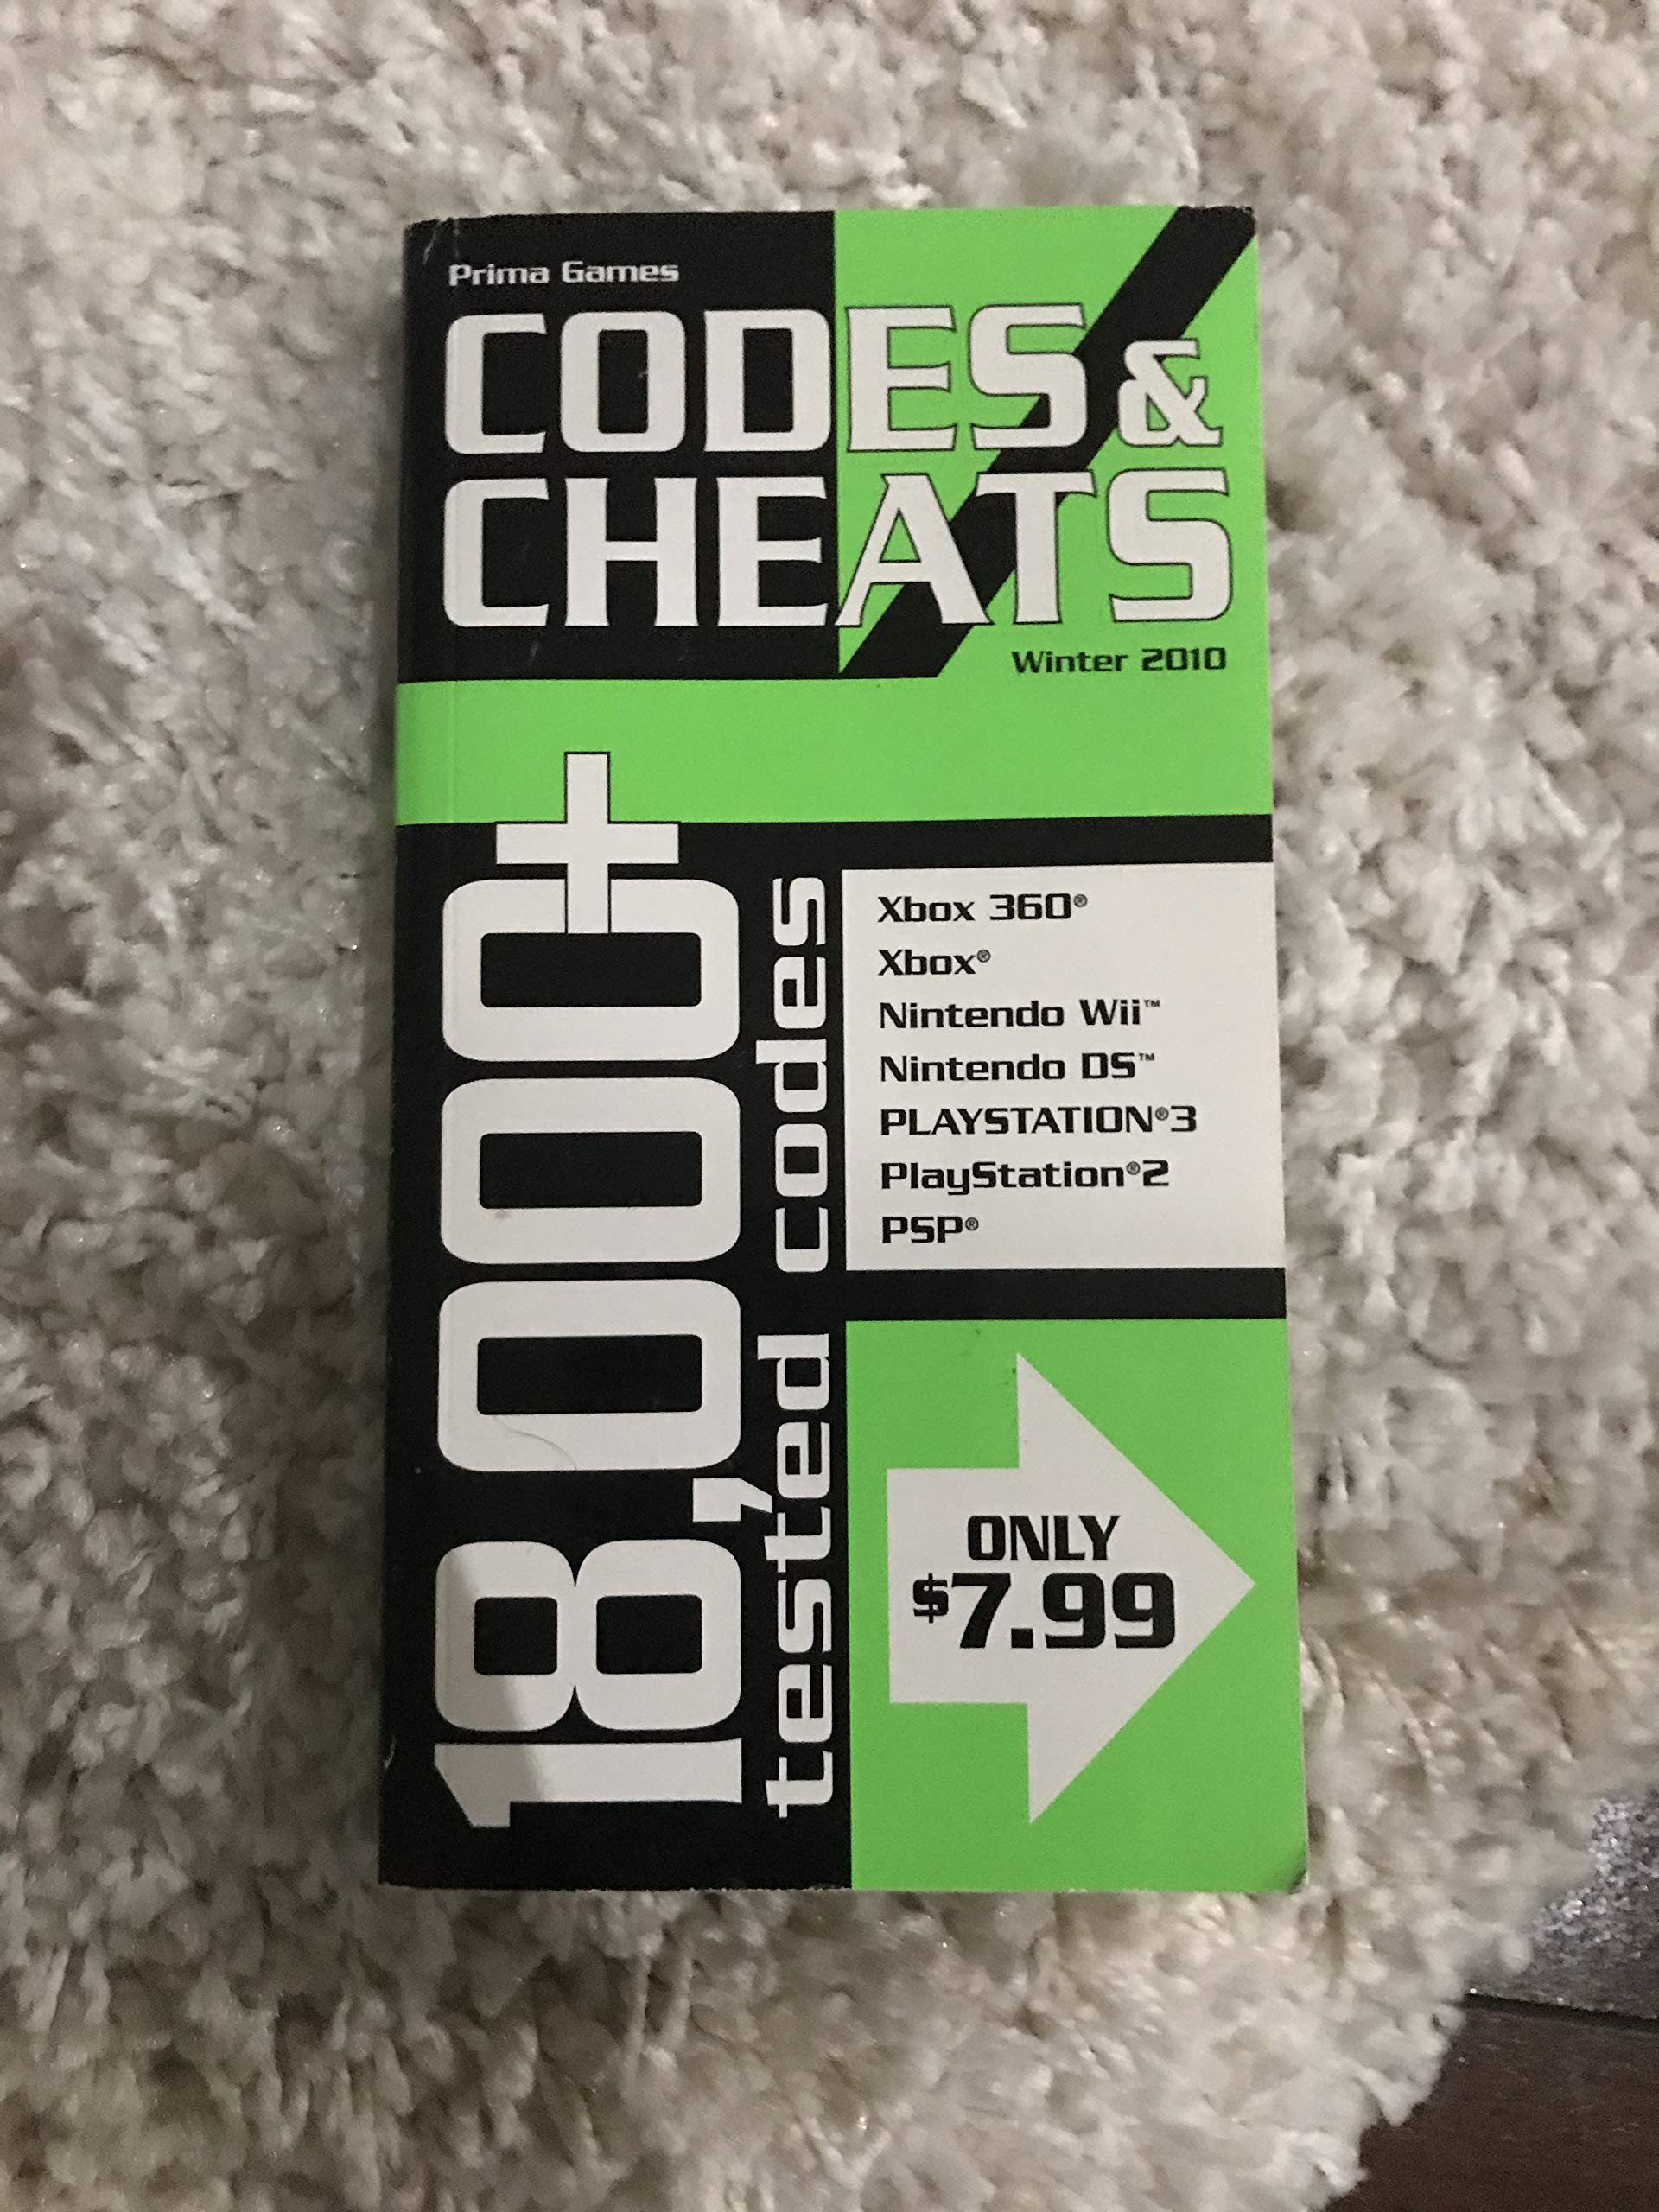 Prima Games
CODES &
CHEATS
Winter 2010
18,000+
tested codes
Xbox 360®
Xbox®
Nintendo Wii™
Nintendo DS™
PLAYSTATION®3
PlayStation®2
PSP®
ONLY
$7.99